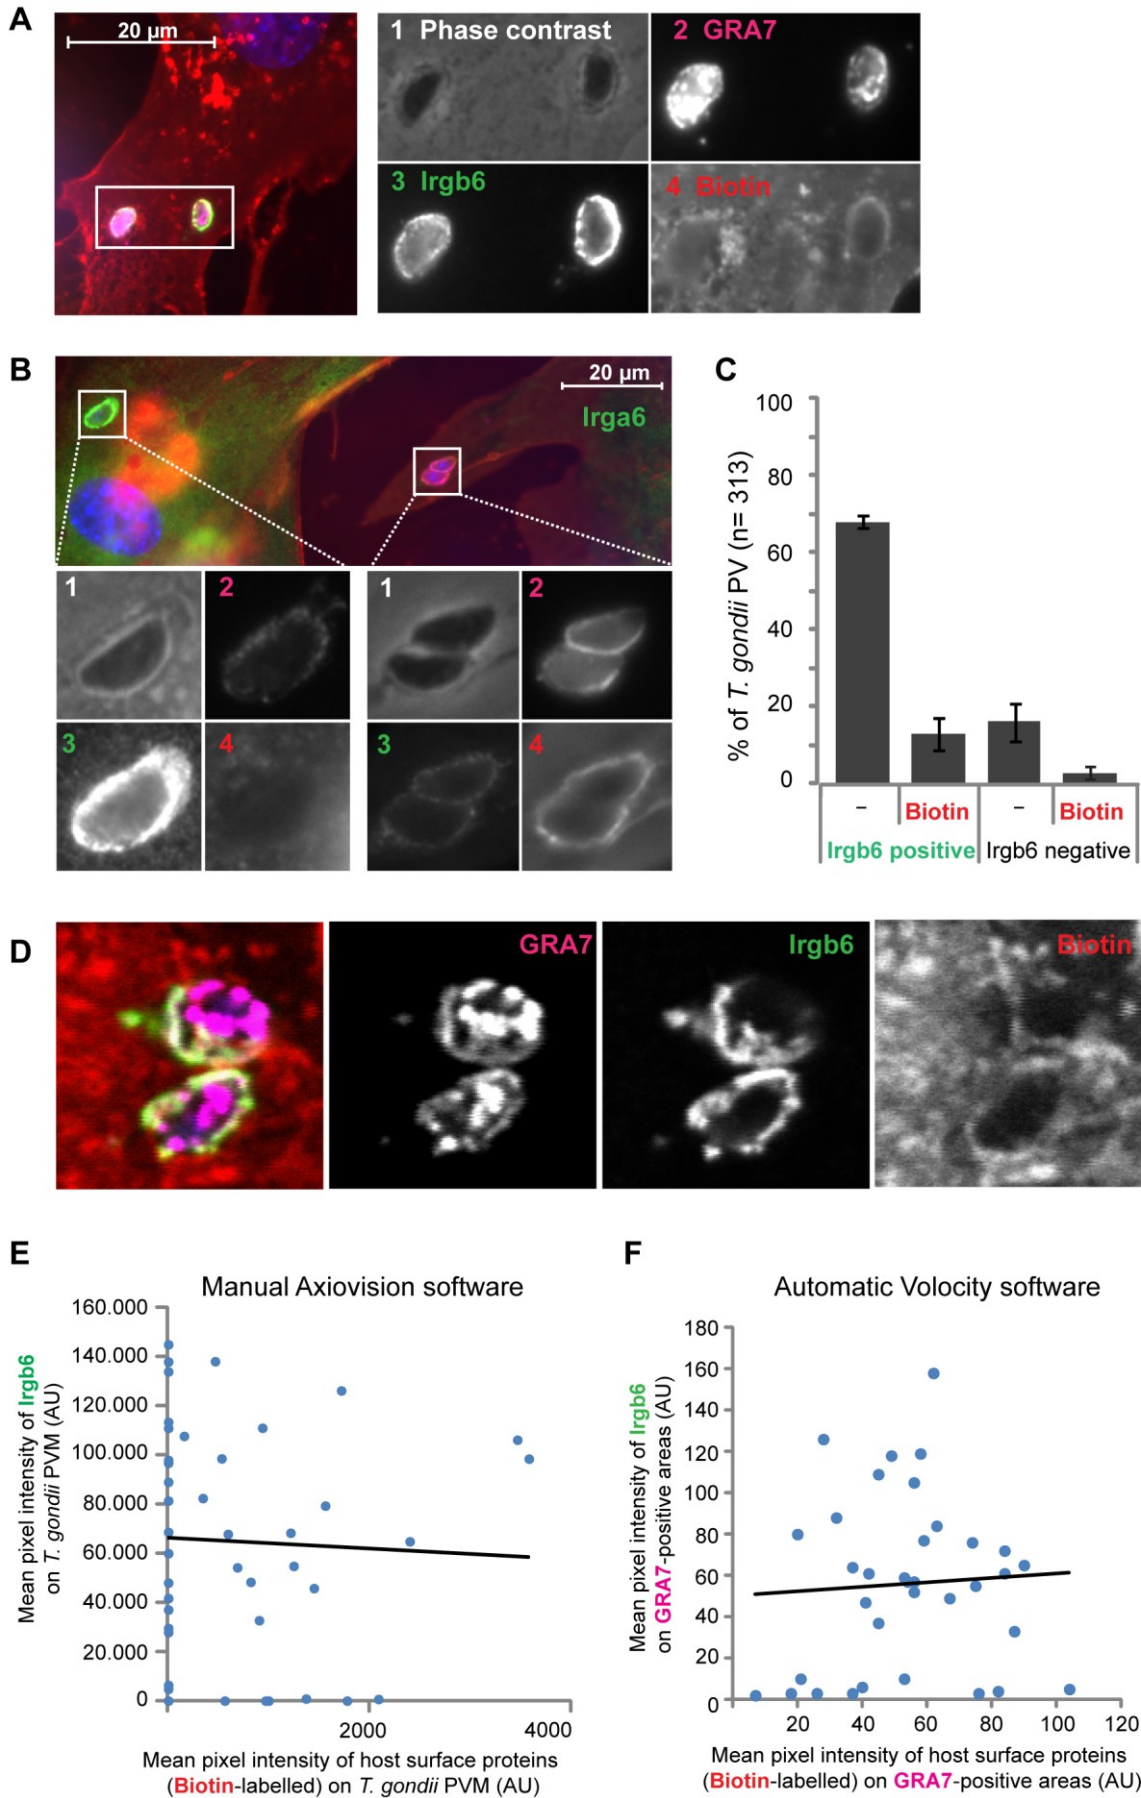 A
20 µm
1 Phase contrast
2 GRA7
3 Irgb6
4 Biotin
B
20 µm
Irga6
1
2
1
2
3
4
3
4
C
% of T. gondii PV (n= 313)
100
80
60
40
20
0
–
Biotin
–
Biotin
Irgb6 positive
Irgb6 negative
D
GRA7
Irgb6
Biotin
E
Manual Axiovision software
Mean pixel intensity of Irgb6
on T. gondii PVM (AU)
160.000
140.000
120.000
100.000
80.000
60.000
40.000
20.000
0
2000
4000
Mean pixel intensity of host surface proteins
(Biotin-labelled) on T. gondii PVM (AU)
F
Automatic Volocity software
Mean pixel intensity of Irgb6
on GRA7-positive areas (AU)
180
160
140
120
100
80
60
40
20
0
20
40
60
80
100
120
Mean pixel intensity of host surface proteins
(Biotin-labelled) on GRA7-positive areas (AU)